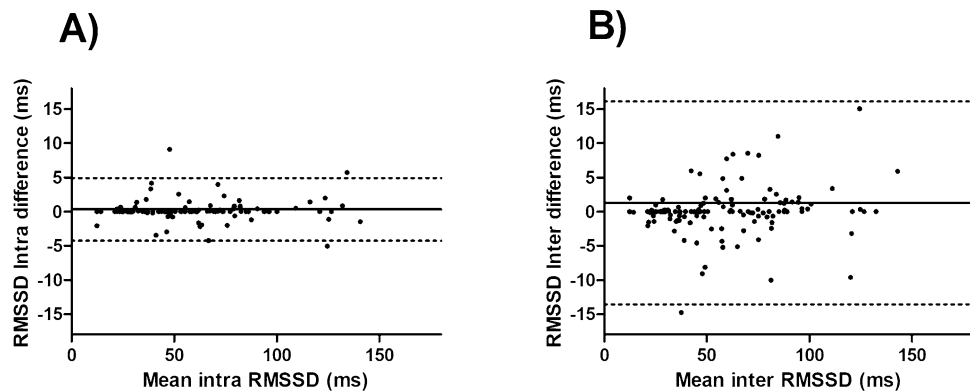 A)
RMSSD Intra difference (ms)
15
10
5
0
-5
-10
-15
0 50 100 150
Mean intra RMSSD (ms)
B)
RMSSD Inter difference (ms)
15
10
5
0
-5
-10
-15
0 50 100 150
Mean inter RMSSD (ms)